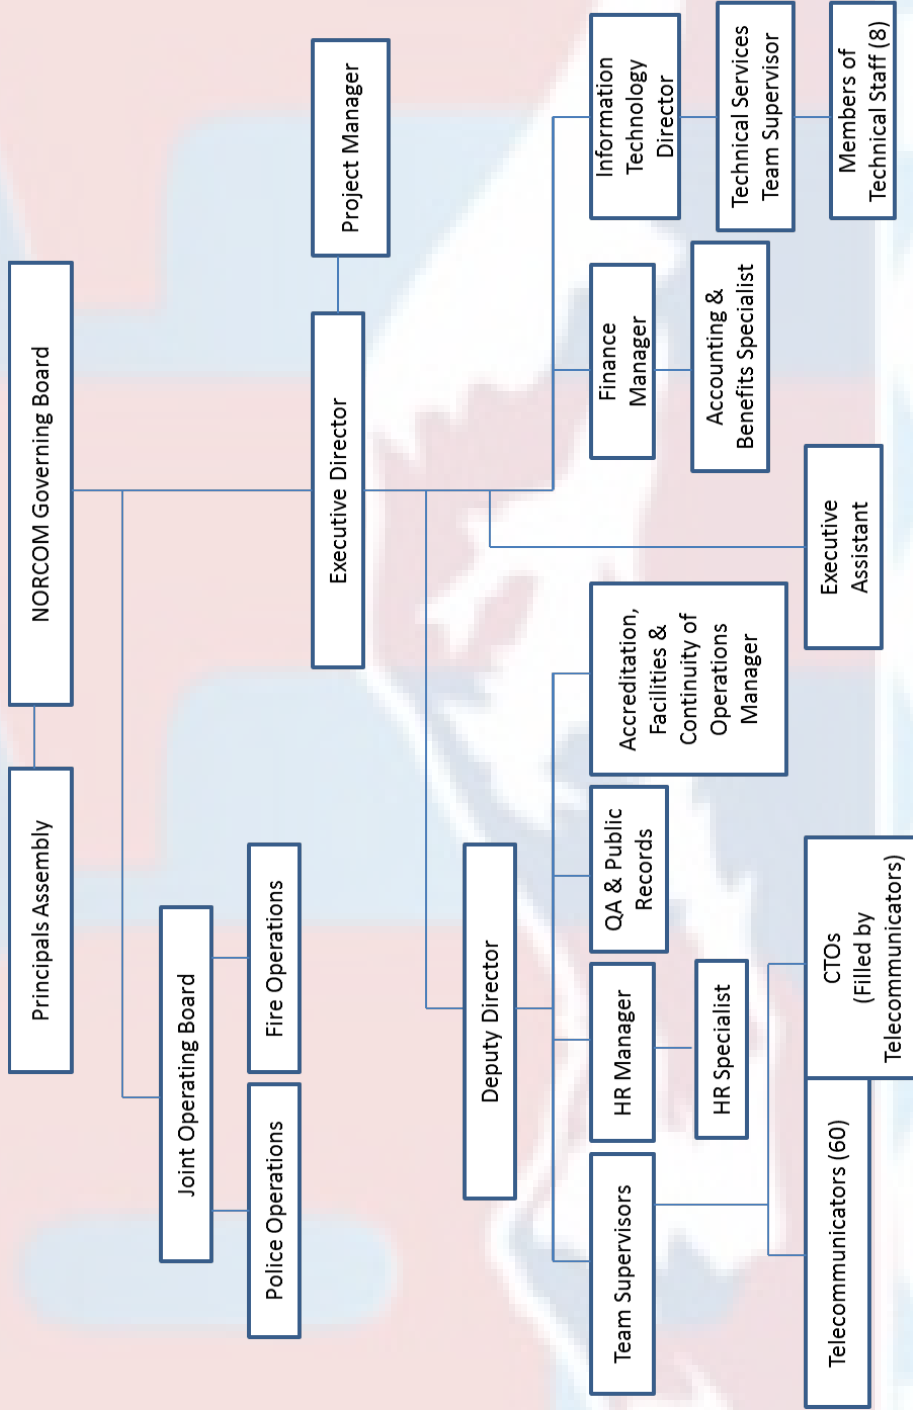 Principals Assembly
NORCOM Governing Board
Joint Operating Board
Police Operations
Fire Operations
Executive Director
Project Manager
Deputy Director
Team Supervisors
HR Manager
QA & Public
Records
Accreditation,
Facilities &
Continuity of
Operations
Manager
Finance
Manager
Information
Technology
Director
HR Specialist
Accounting &
Benefits Specialist
Technical Services
Team Supervisor
Telecommunicators (60)
CTOs
(Filled by
Telecommunicators)
Executive
Assistant
Members of
Technical Staff (8)